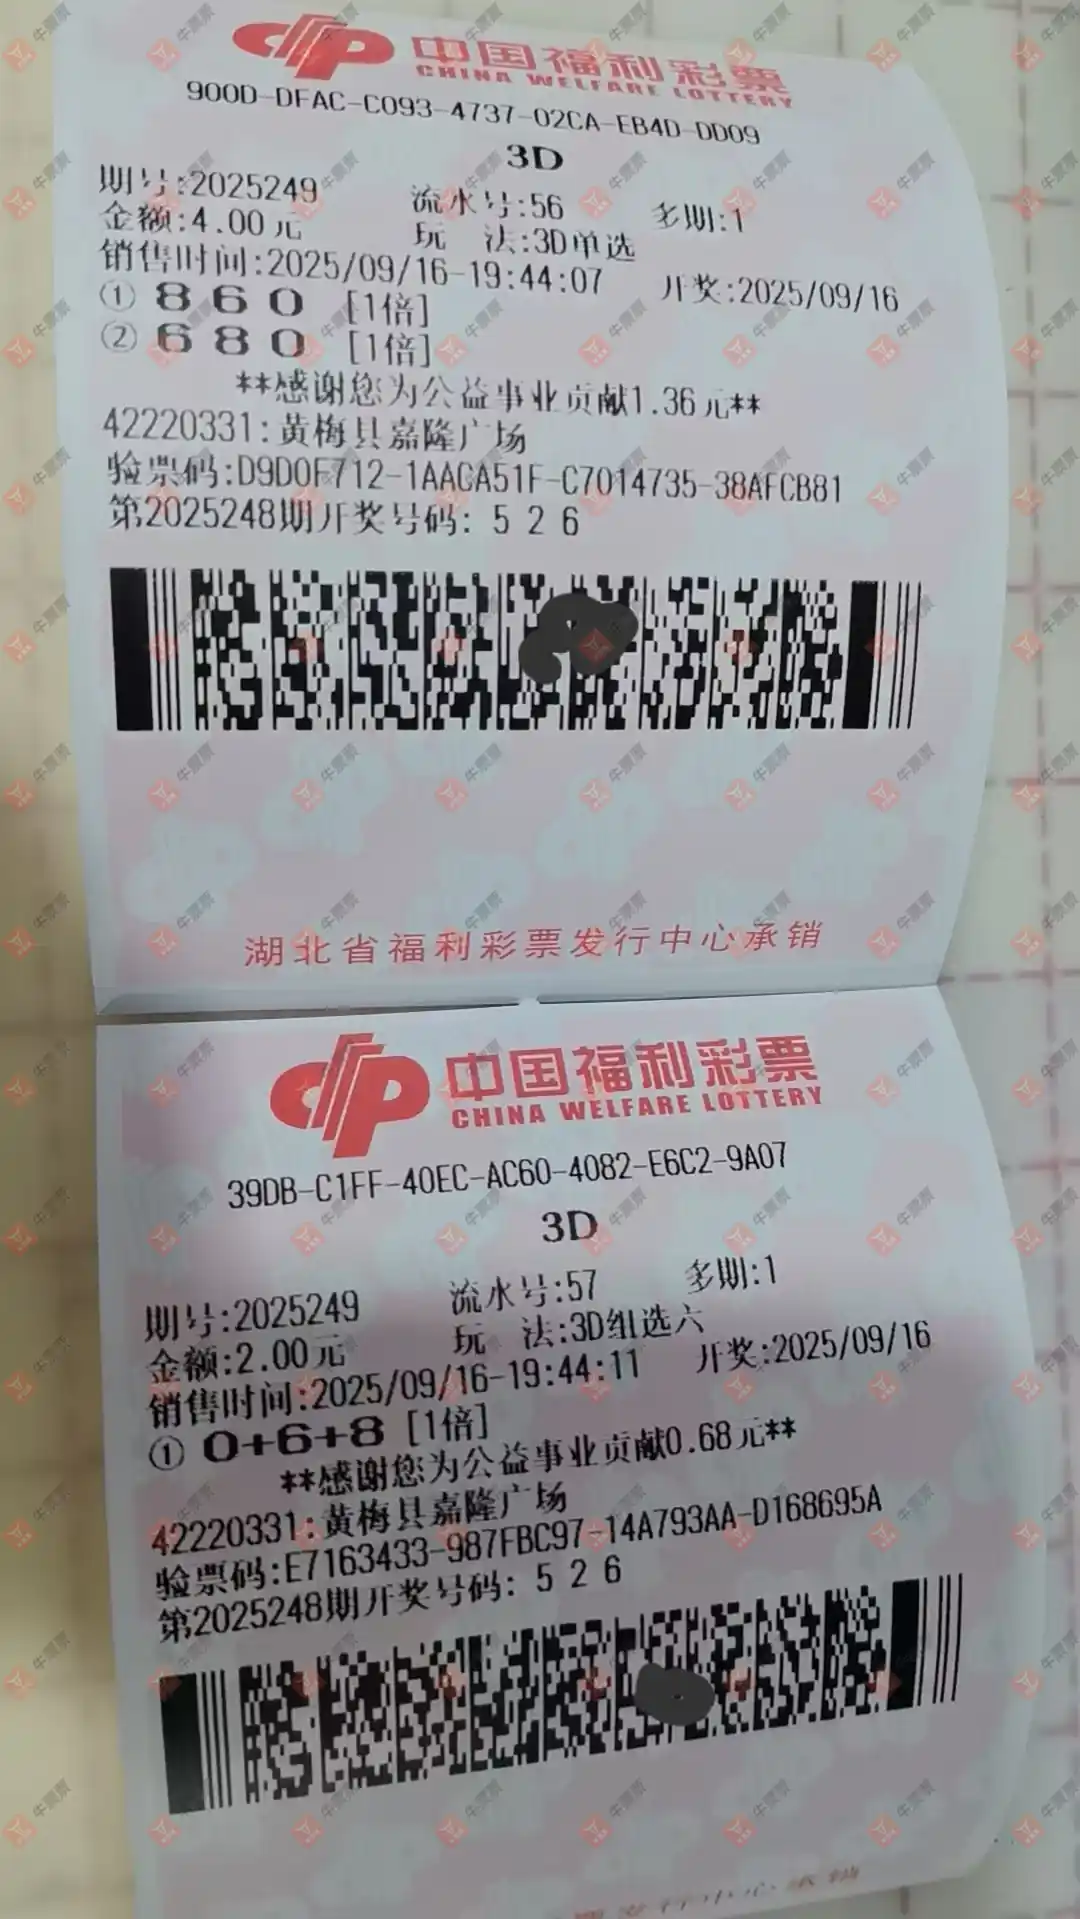 中国福利彩票
CHINA WELFARE LOTTERY
900D-DFAC-C093-4737-02CA-EB4D-DD09
3D
期号:2025249 流水号:56 多期:1
金额:4.00元 玩 法:3D单选
销售时间:2025/09/16-19:44:07 开奖:2025/09/16
① 8 6 0 [1倍]
② 6 8 0 [1倍]
**感谢您为公益事业贡献1.36元**
42220331:黄梅县嘉隆广场
验票码:D9D0F712-1AACA51F-C7014735-38AFCB81
第2025248期开奖号码: 5 2 6
湖北省福利彩票发行中心承销
中国福利彩票
CHINA WELFARE LOTTERY
39DB-C1FF-40EC-AC60-4082-E6C2-9A07
3D
期号:2025249 流水号:57 多期:1
金额:2.00元 玩 法:3D组选六
销售时间:2025/09/16-19:44:11 开奖:2025/09/16
① 0+6+8 [1倍]
**感谢您为公益事业贡献0.68元**
42220331:黄梅县嘉隆广场
验票码:E7163433-987FBC97-14A793AA-D168695A
第2025248期开奖号码: 5 2 6
牛票票